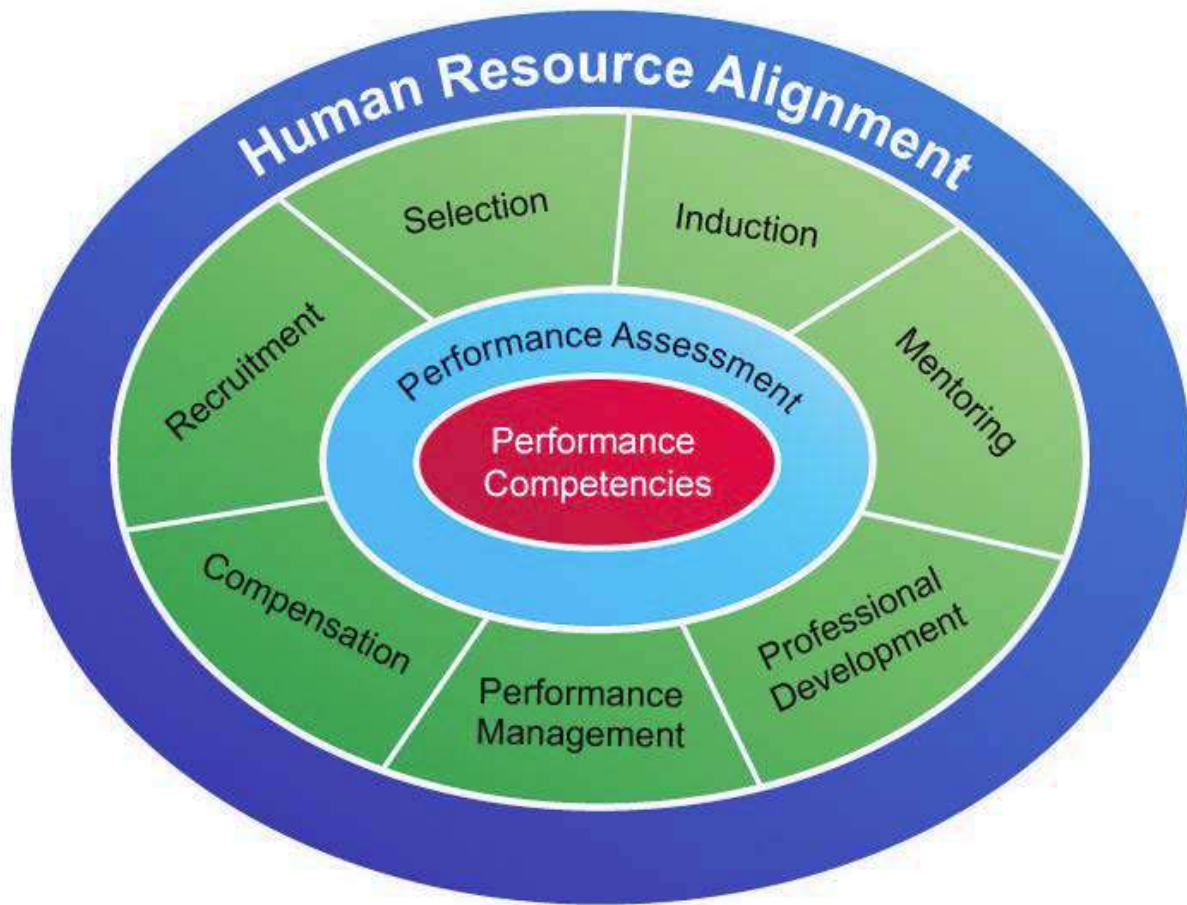 Human Resource Alignment
Selection
Induction
Recruitment
Mentoring
Performance Assessment
Performance
Competencies
Compensation
Professional
Development
Performance
Management